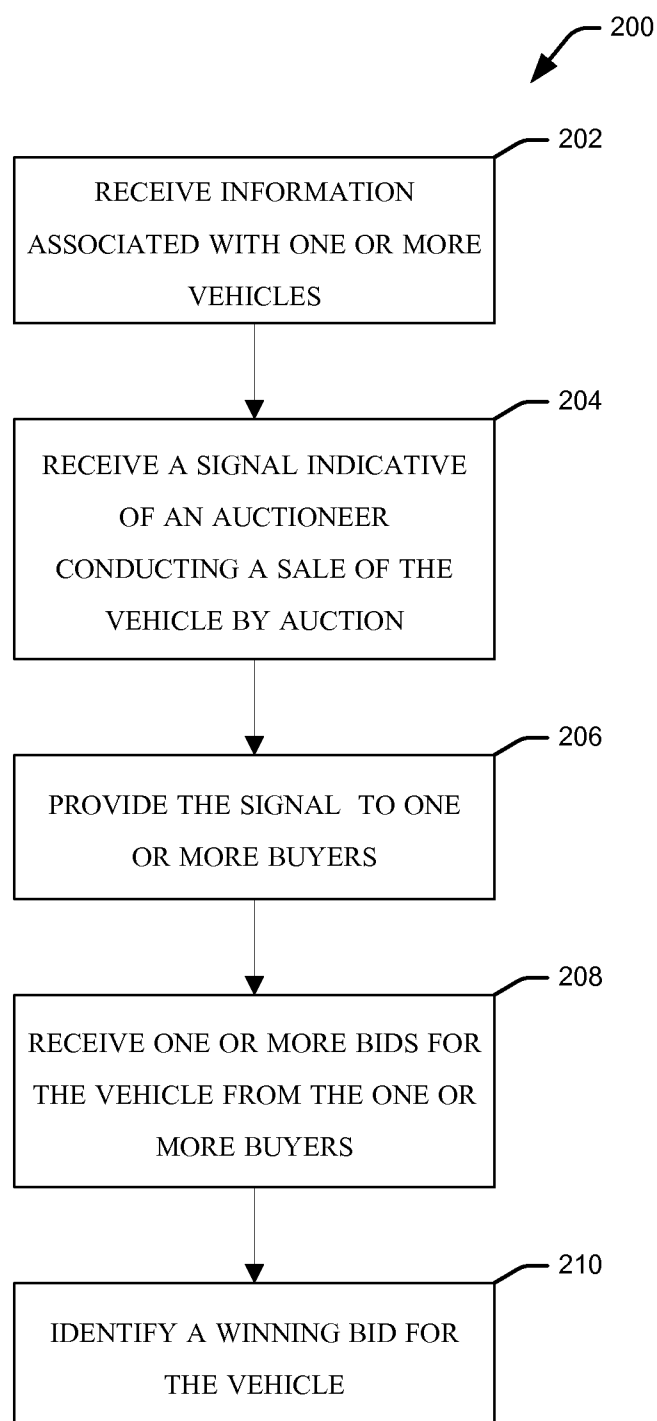 200
202
RECEIVE INFORMATION
ASSOCIATED WITH ONE OR MORE
VEHICLES
204
RECEIVE A SIGNAL INDICATIVE
OF AN AUCTIONEER
CONDUCTING A SALE OF THE
VEHICLE BY AUCTION
206
PROVIDE THE SIGNAL TO ONE
OR MORE BUYERS
208
RECEIVE ONE OR MORE BIDS FOR
THE VEHICLE FROM THE ONE OR
MORE BUYERS
210
IDENTIFY A WINNING BID FOR
THE VEHICLE